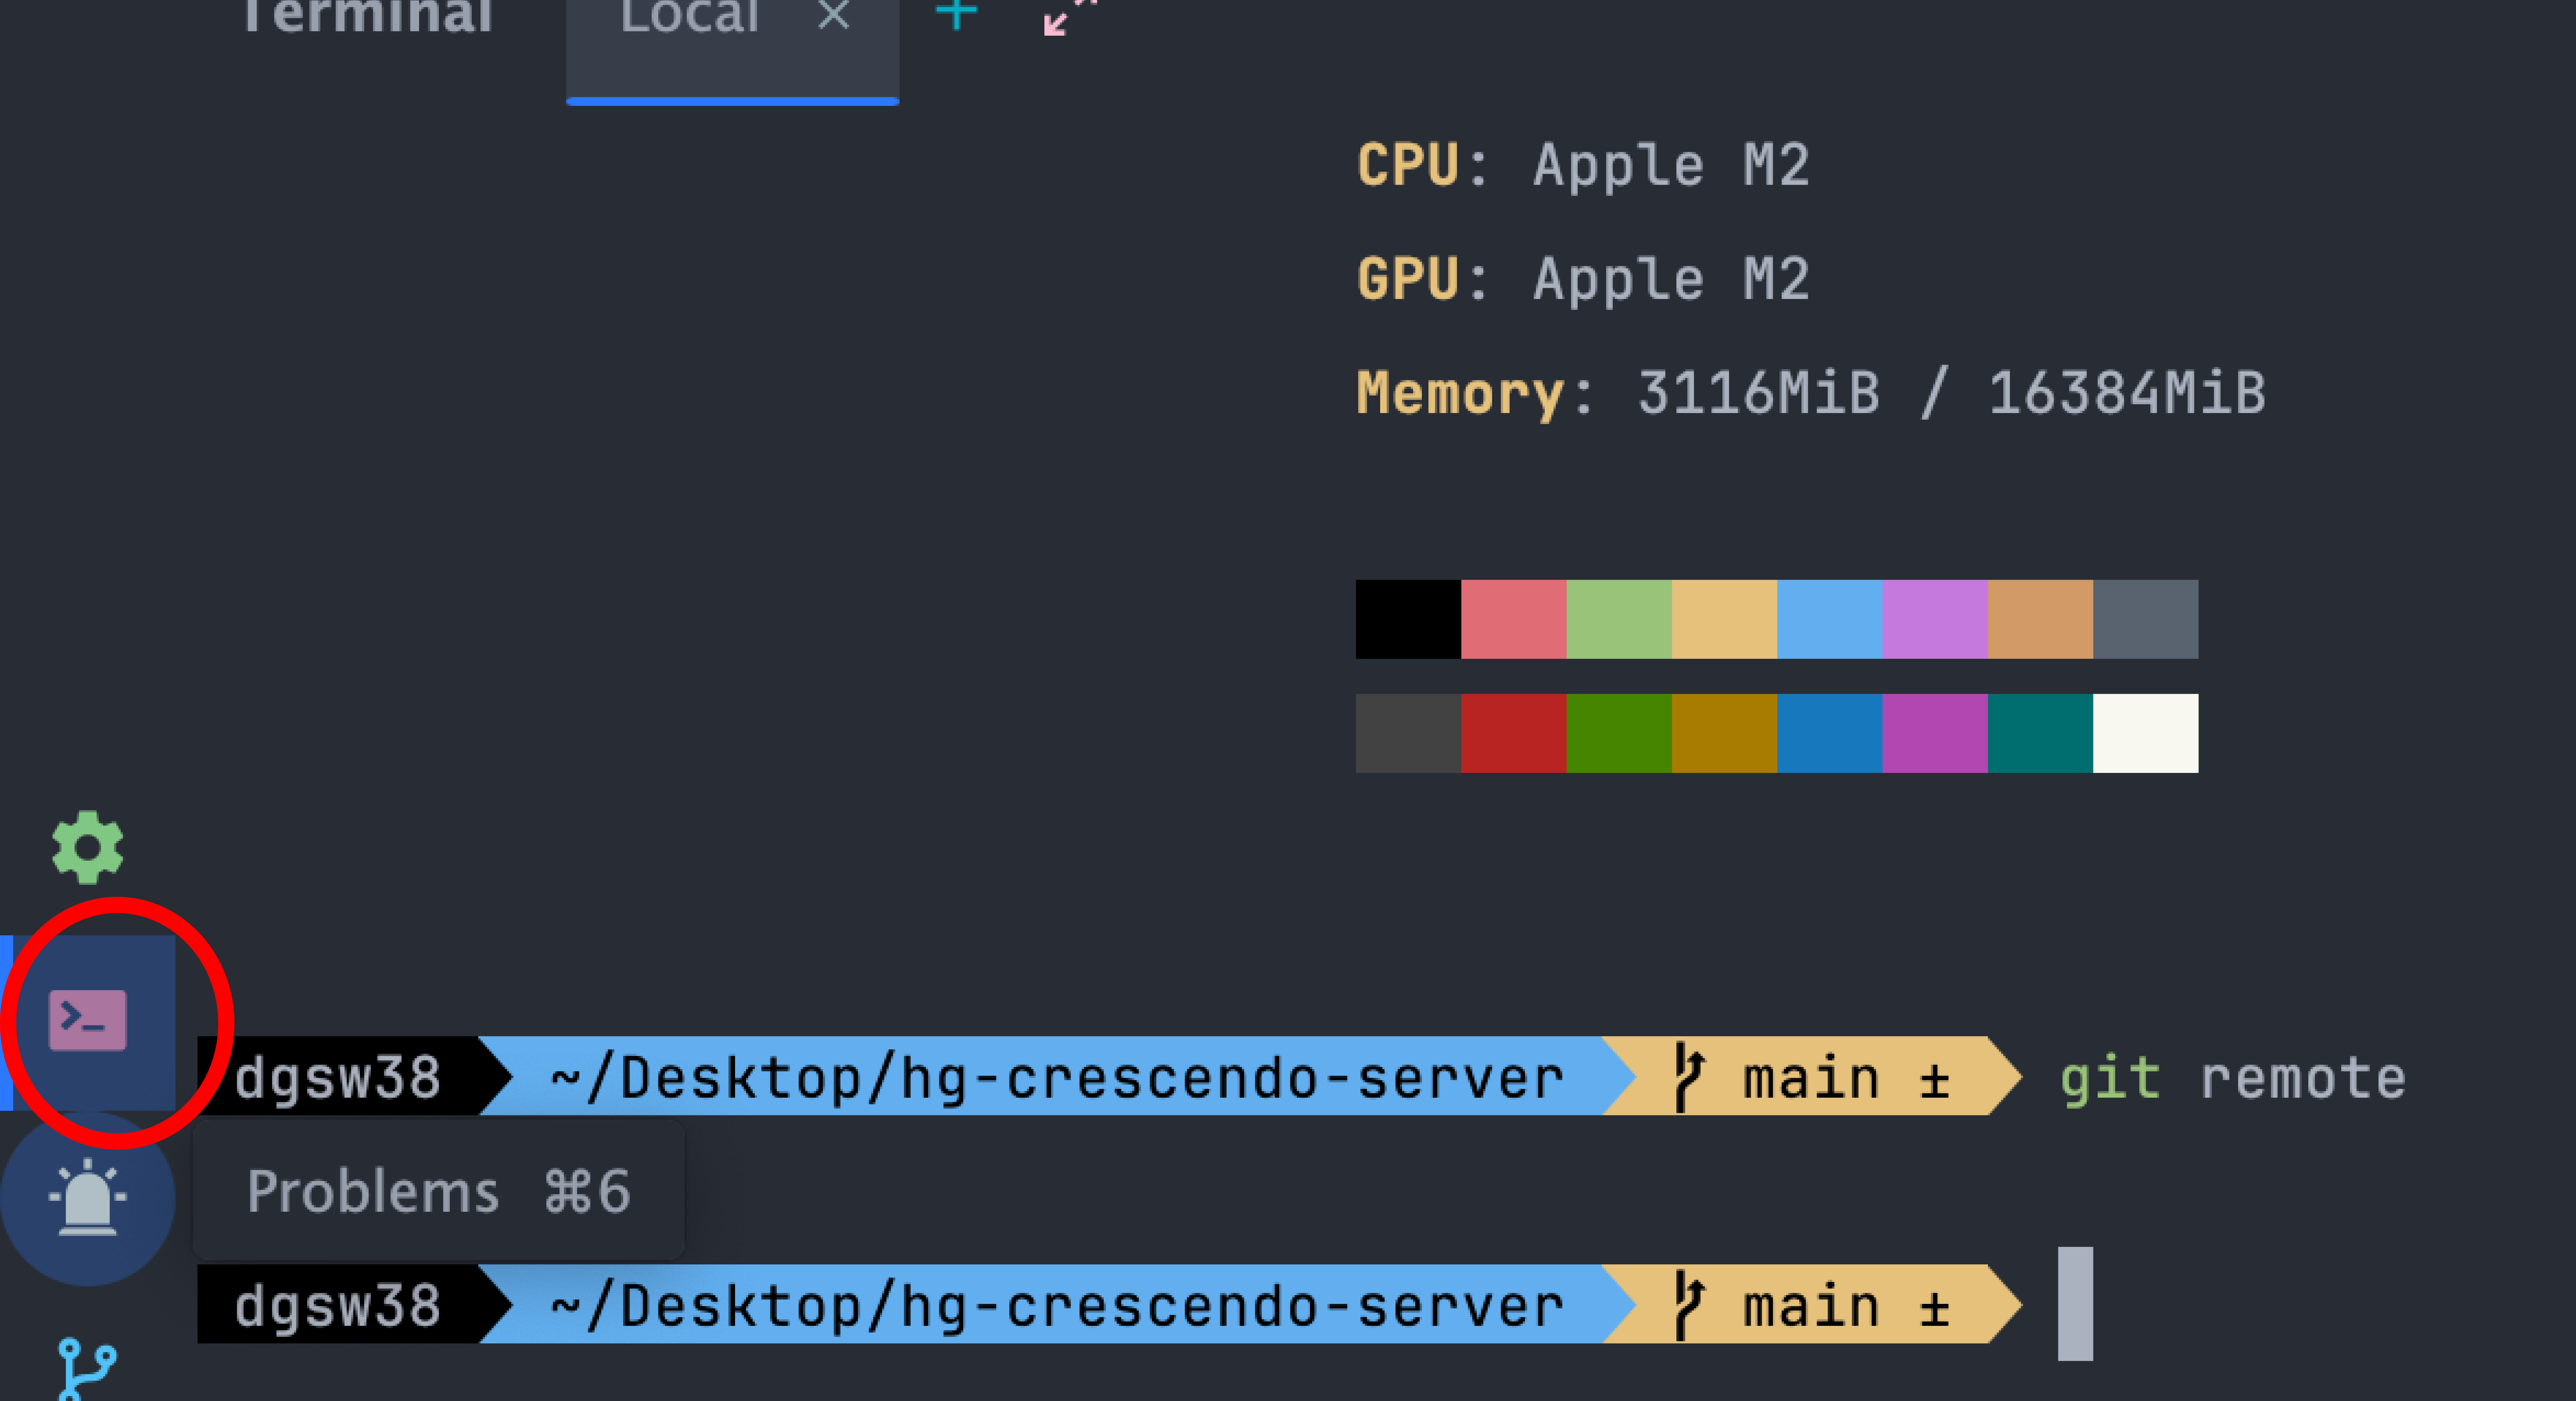 Terminal Local × +
CPU: Apple M2
GPU: Apple M2
Memory: 3116MiB / 16384MiB
>_
dgsw38 ~/Desktop/hg-crescendo-server main ± git remote
Problems ⌘6
dgsw38 ~/Desktop/hg-crescendo-server main ±